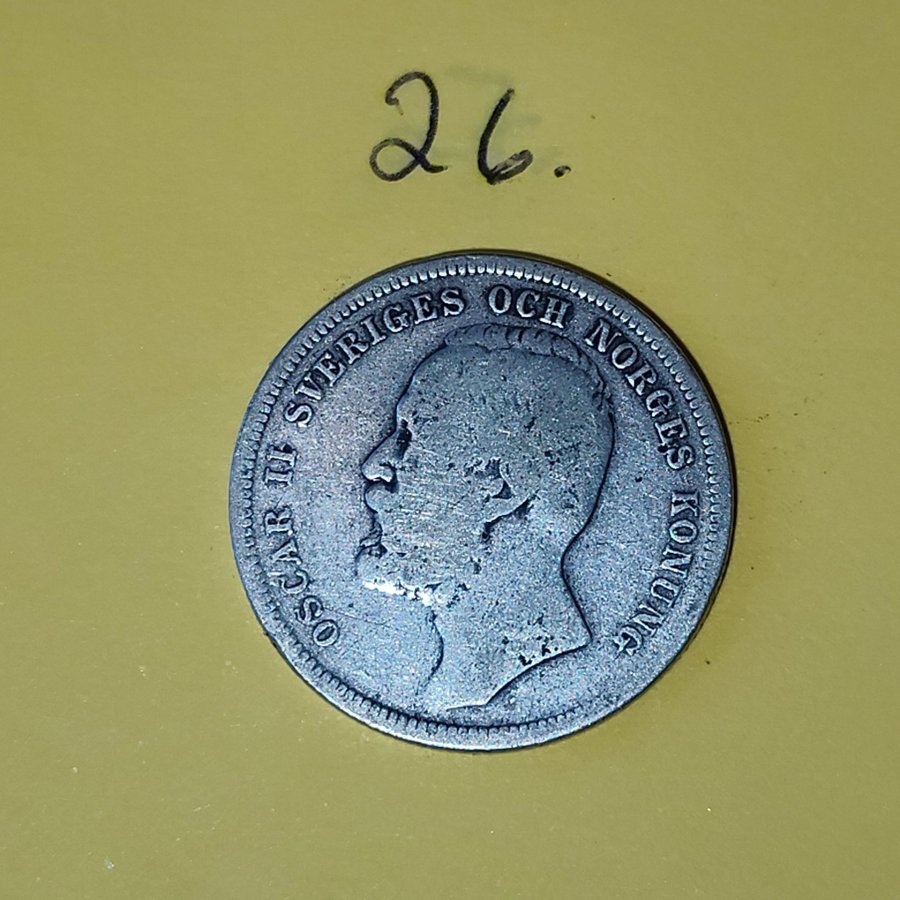 26.
OSCAR II SVERIGES OCH NORGES KONUNG